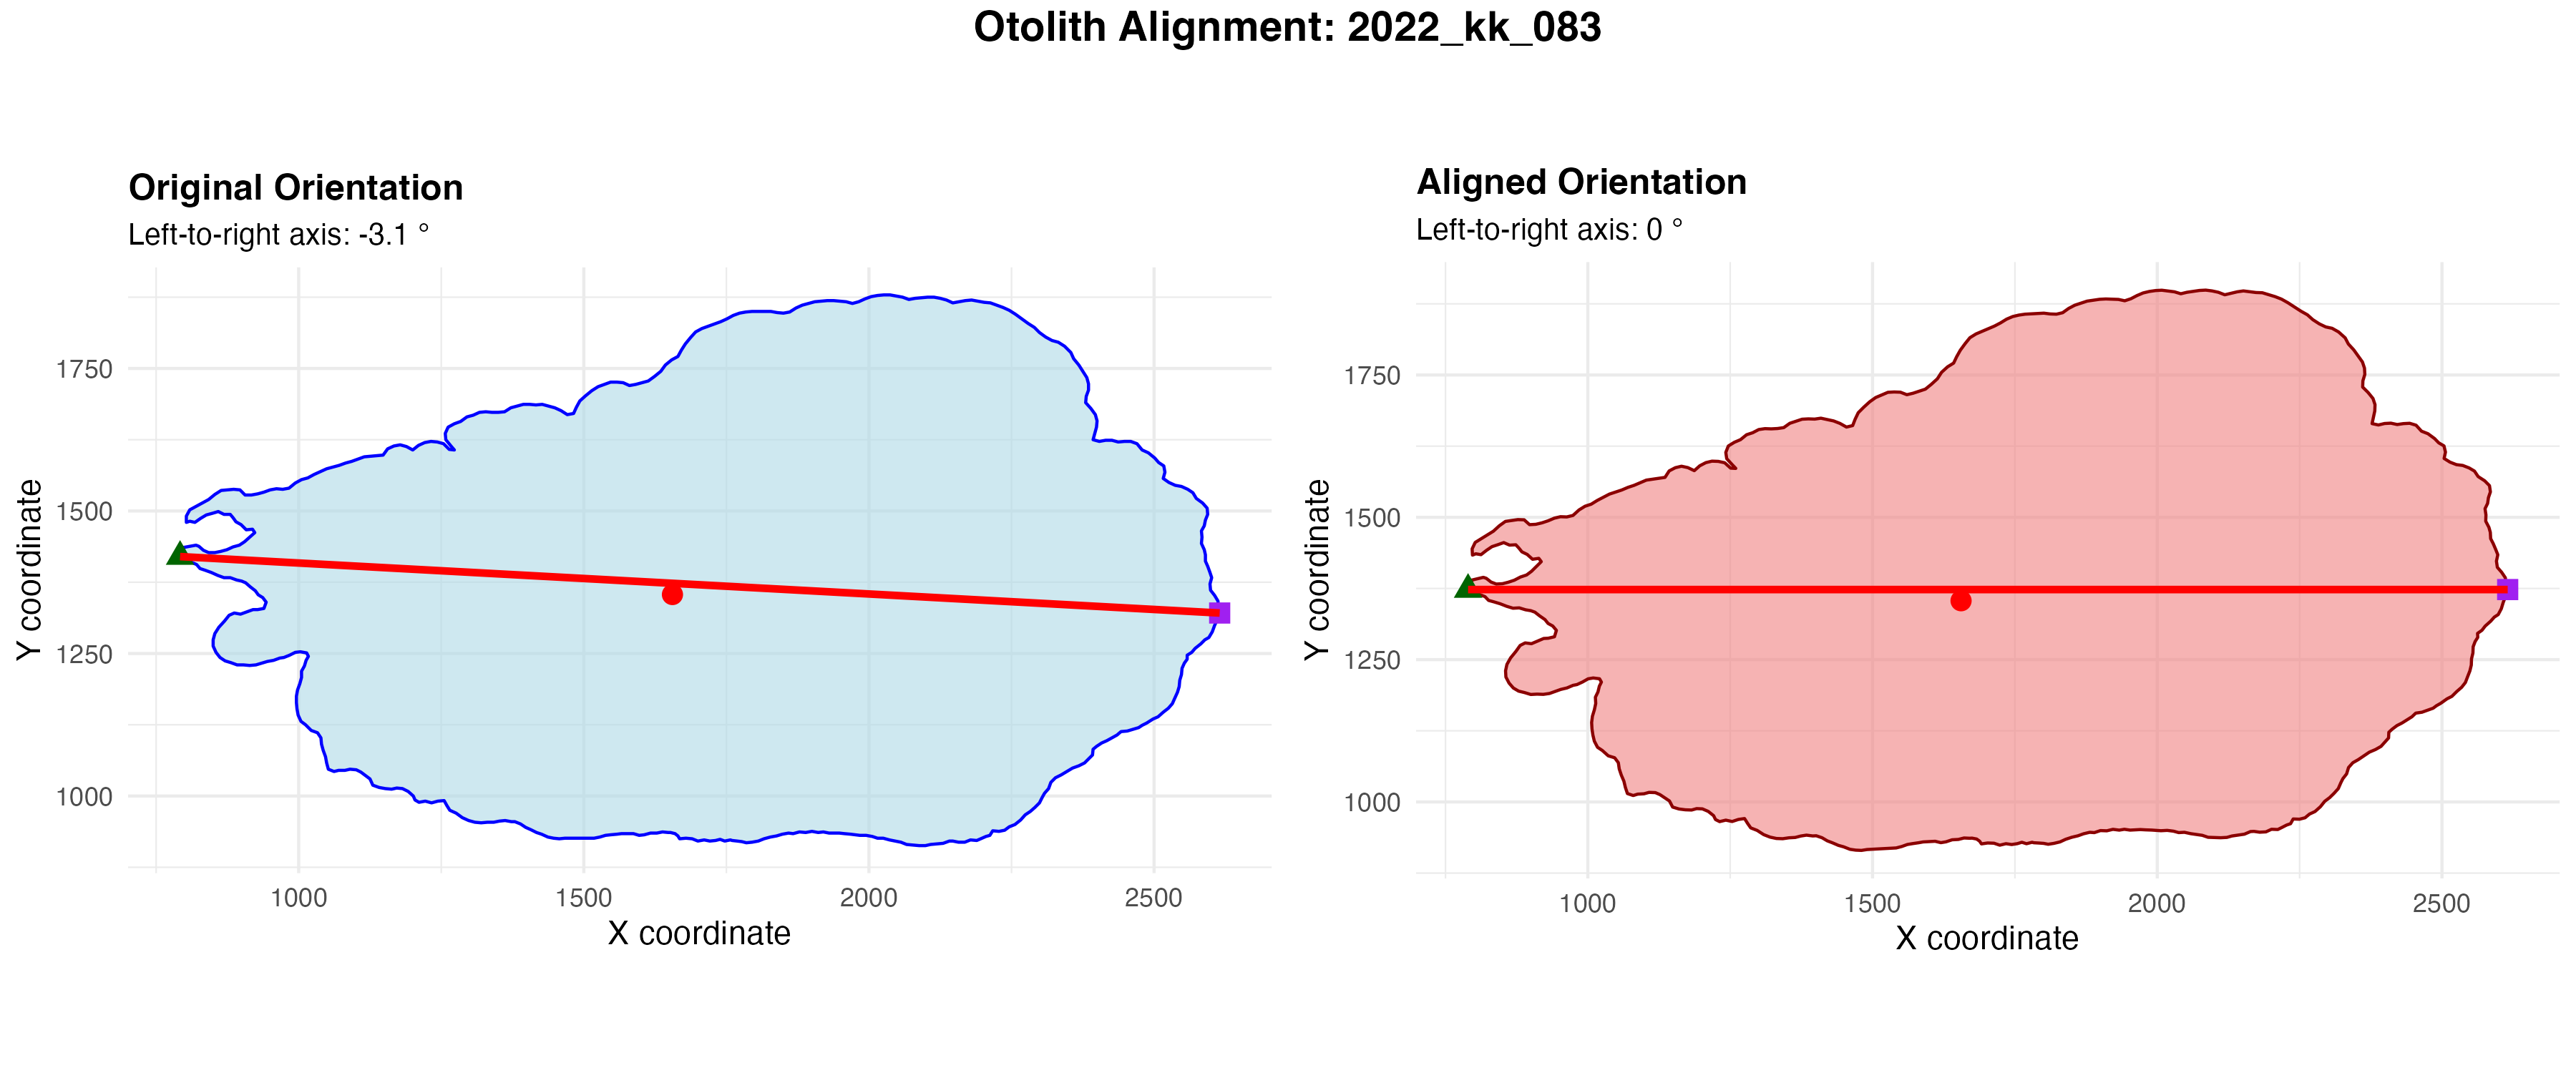 Otolith Alignment: 2022_kk_083
Original Orientation
Left-to-right axis: -3.1 °
Y coordinate
1750
1500
1250
1000
1000
1500
2000
2500
X coordinate
Aligned Orientation
Left-to-right axis: 0 °
Y coordinate
1750
1500
1250
1000
1000
1500
2000
2500
X coordinate